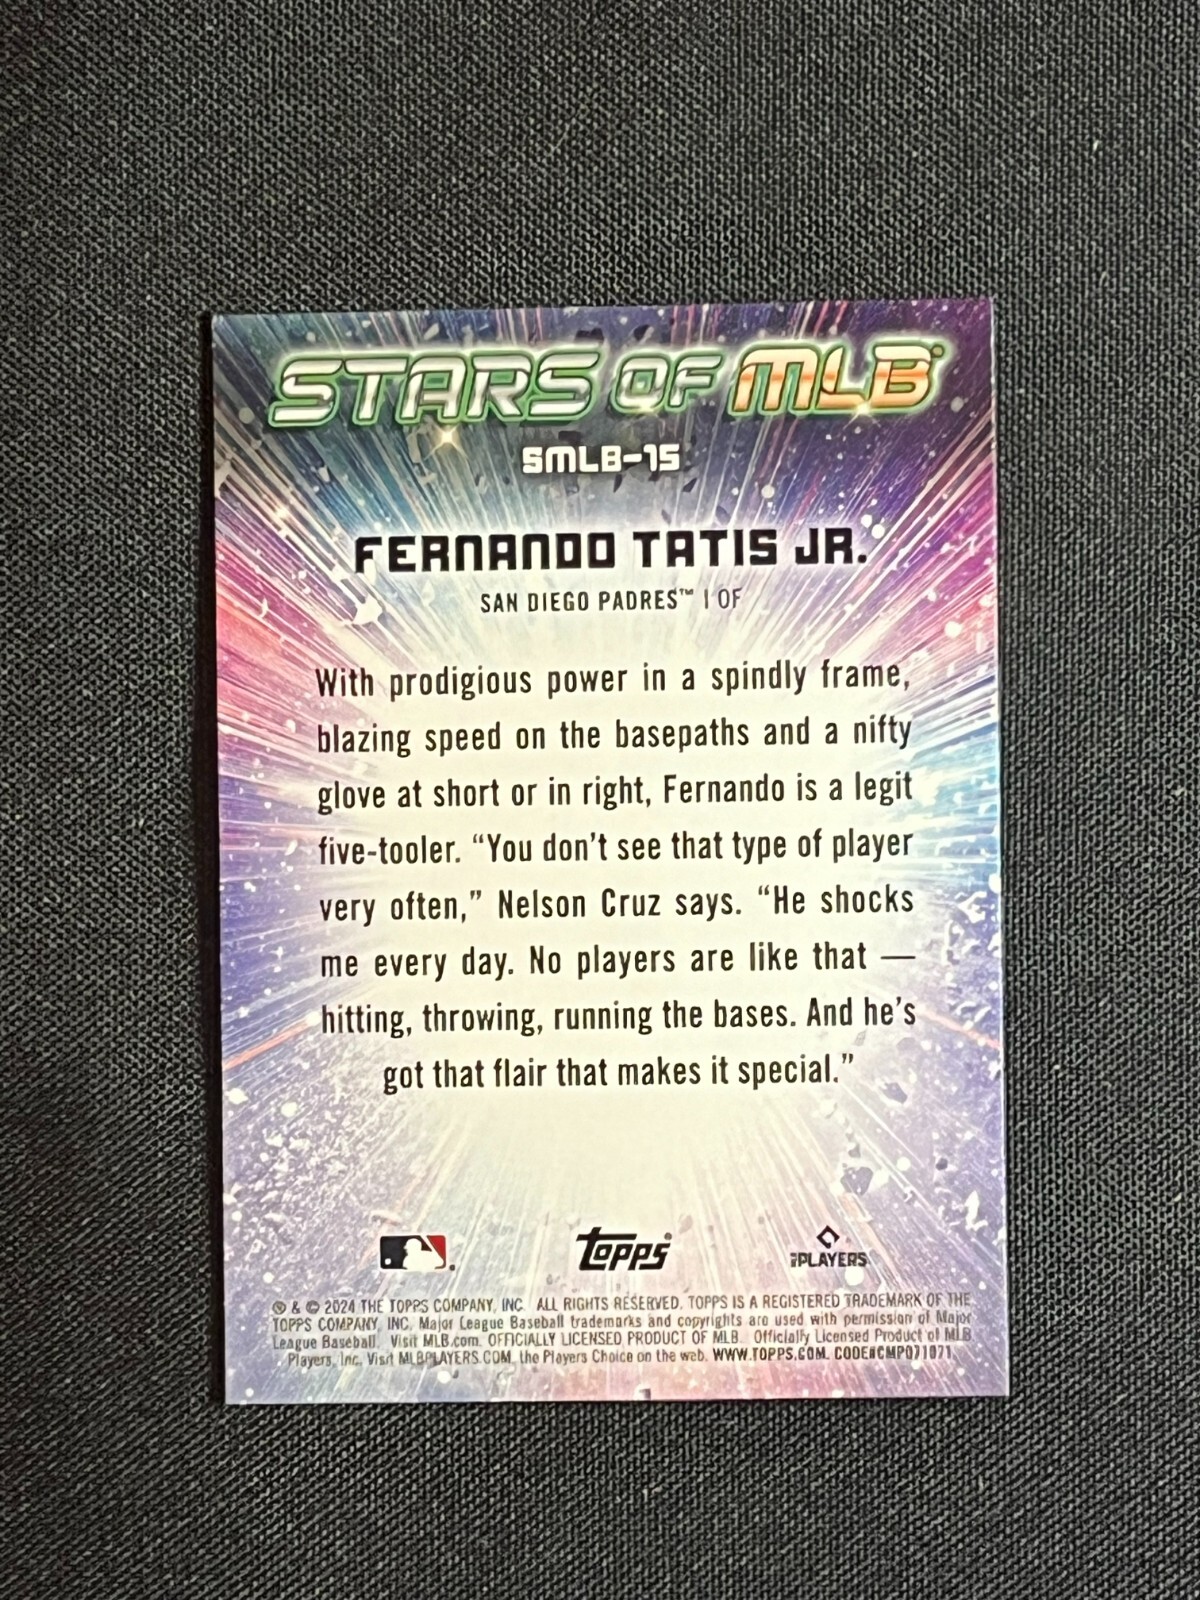 STARS OF MLB®
SMLB-15
FERNANDO TATIS JR.
SAN DIEGO PADRES™ | OF
With prodigious power in a spindly frame,
blazing speed on the basepaths and a nifty
glove at short or in right, Fernando is a legit
five-tooler. “You don’t see that type of player
very often,” Nelson Cruz says. “He shocks
me every day. No players are like that —
hitting, throwing, running the bases. And he’s
got that flair that makes it special.”
topps®
MLB PLAYERS
® & © 2024 THE TOPPS COMPANY, INC. ALL RIGHTS RESERVED. TOPPS IS A REGISTERED TRADEMARK OF THE
TOPPS COMPANY, INC. Major League Baseball trademarks and copyrights are used with permission of Major
League Baseball. Visit MLB.com. OFFICIALLY LICENSED PRODUCT OF MLB. Officially Licensed Product of MLB
Players, Inc. Visit MLBPLAYERS.COM, the Players Choice on the web. WWW.TOPPS.COM. CODE#CMP071071